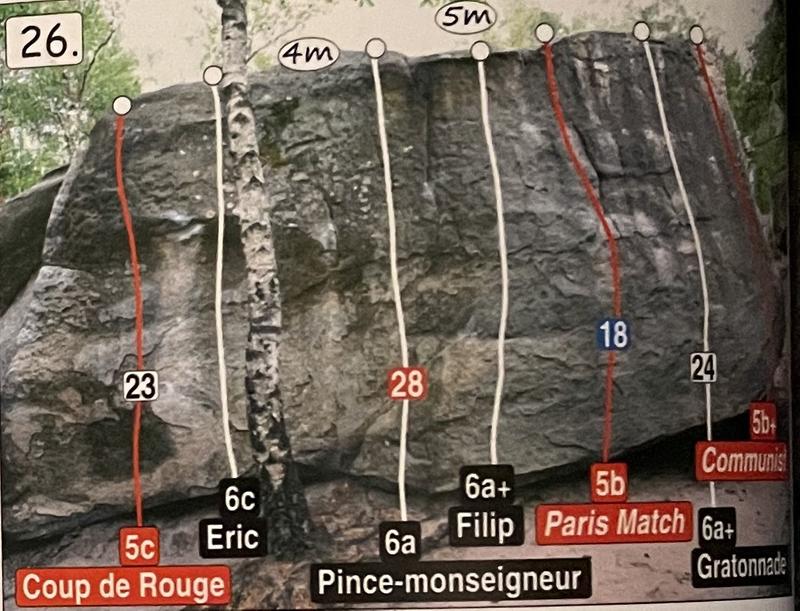 26.
4m
5m
23
28
18
24
5c
Coup de Rouge
6c
Eric
6a
Pince-monseigneur
6a+
Filip
5b
Paris Match
6a+
Gratonnade
5b+
Communist